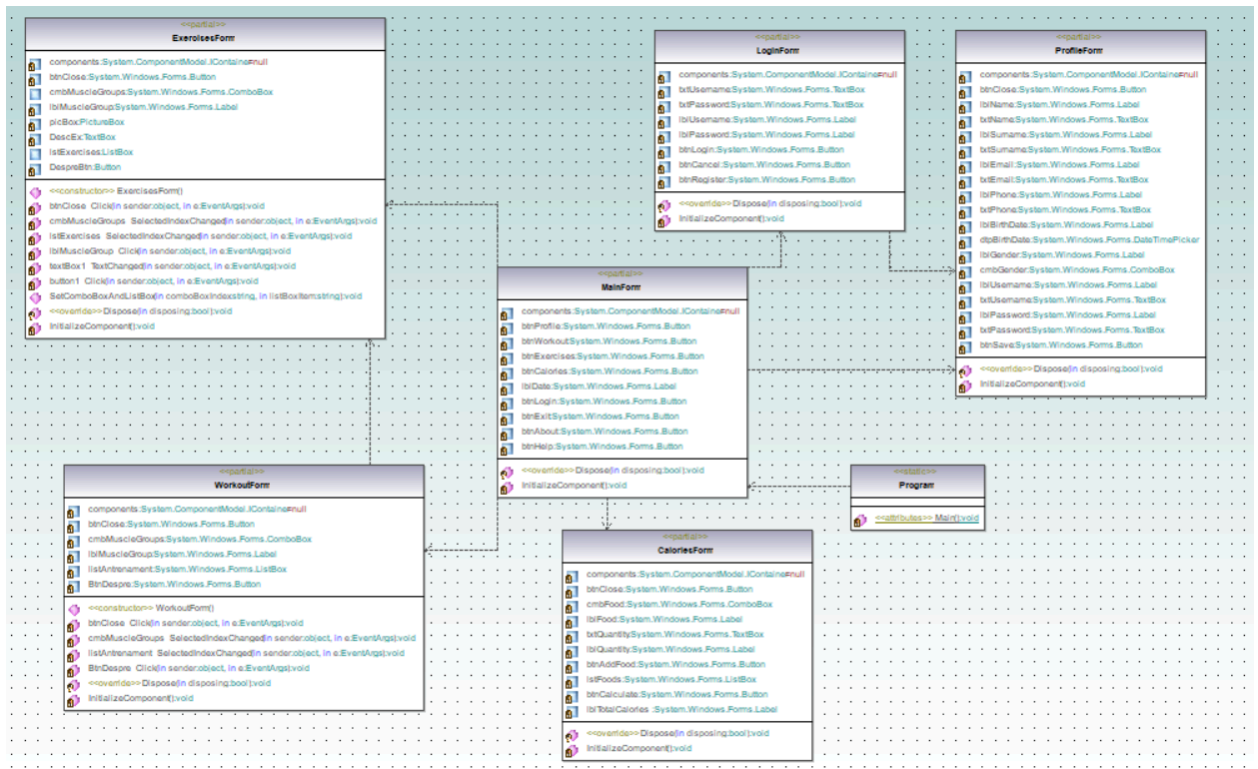 <<partial>>
ExercisesForm
components:System.ComponentModel.IContainer=null
btnClose:System.Windows.Forms.Button
cmbMuscleGroups:System.Windows.Forms.ComboBox
lblMuscleGroup:System.Windows.Forms.Label
picBox:PictureBox
DescEx:TextBox
lstExercises:ListBox
DespreBtn:Button
<<constructor>> ExercisesForm()
btnClose_Click(in sender:object, in e:EventArgs):void
cmbMuscleGroups_SelectedIndexChanged(in sender:object, in e:EventArgs):void
lstExercises_SelectedIndexChanged(in sender:object, in e:EventArgs):void
lblMuscleGroup_Click(in sender:object, in e:EventArgs):void
textBox1_TextChanged(in sender:object, in e:EventArgs):void
button1_Click(in sender:object, in e:EventArgs):void
SetComboBoxAndListBox(in comboBoxIndex:string, in listBoxItem:string):void
<<override>> Dispose(in disposing:bool):void
InitializeComponent():void
<<partial>>
LoginForm
components:System.ComponentModel.IContainer=null
txtUsername:System.Windows.Forms.TextBox
txtPassword:System.Windows.Forms.TextBox
lblUsername:System.Windows.Forms.Label
lblPassword:System.Windows.Forms.Label
btnLogin:System.Windows.Forms.Button
btnCancel:System.Windows.Forms.Button
btnRegister:System.Windows.Forms.Button
<<override>> Dispose(in disposing:bool):void
InitializeComponent():void
<<partial>>
ProfileForm
components:System.ComponentModel.IContainer=null
btnClose:System.Windows.Forms.Button
lblName:System.Windows.Forms.Label
txtName:System.Windows.Forms.TextBox
lblSurname:System.Windows.Forms.Label
txtSurname:System.Windows.Forms.TextBox
lblEmail:System.Windows.Forms.Label
txtEmail:System.Windows.Forms.TextBox
lblPhone:System.Windows.Forms.Label
txtPhone:System.Windows.Forms.TextBox
lblBirthDate:System.Windows.Forms.Label
dtpBirthDate:System.Windows.Forms.DateTimePicker
lblGender:System.Windows.Forms.Label
cmbGender:System.Windows.Forms.ComboBox
lblUsername:System.Windows.Forms.Label
txtUsername:System.Windows.Forms.TextBox
lblPassword:System.Windows.Forms.Label
txtPassword:System.Windows.Forms.TextBox
btnSave:System.Windows.Forms.Button
<<override>> Dispose(in disposing:bool):void
InitializeComponent():void
<<partial>>
MainForm
components:System.ComponentModel.IContainer=null
btnProfile:System.Windows.Forms.Button
btnWorkout:System.Windows.Forms.Button
btnExercises:System.Windows.Forms.Button
btnCalories:System.Windows.Forms.Button
lblDate:System.Windows.Forms.Label
btnLogin:System.Windows.Forms.Button
btnExit:System.Windows.Forms.Button
btnAbout:System.Windows.Forms.Button
btnHelp:System.Windows.Forms.Button
<<override>> Dispose(in disposing:bool):void
InitializeComponent():void
<<partial>>
WorkoutForm
components:System.ComponentModel.IContainer=null
btnClose:System.Windows.Forms.Button
cmbMuscleGroups:System.Windows.Forms.ComboBox
lblMuscleGroup:System.Windows.Forms.Label
listAntrenament:System.Windows.Forms.ListBox
BtnDespre:System.Windows.Forms.Button
<<constructor>> WorkoutForm()
btnClose_Click(in sender:object, in e:EventArgs):void
cmbMuscleGroups_SelectedIndexChanged(in sender:object, in e:EventArgs):void
listAntrenament_SelectedIndexChanged(in sender:object, in e:EventArgs):void
BtnDespre_Click(in sender:object, in e:EventArgs):void
<<override>> Dispose(in disposing:bool):void
InitializeComponent():void
<<static>>
Program
<<attributes>> Main():void
<<partial>>
CaloriesForm
components:System.ComponentModel.IContainer=null
btnClose:System.Windows.Forms.Button
cmbFood:System.Windows.Forms.ComboBox
lblFood:System.Windows.Forms.Label
txtQuantity:System.Windows.Forms.TextBox
lblQuantity:System.Windows.Forms.Label
btnAddFood:System.Windows.Forms.Button
lstFoods:System.Windows.Forms.ListBox
btnCalculate:System.Windows.Forms.Button
lblTotalCalories :System.Windows.Forms.Label
<<override>> Dispose(in disposing:bool):void
InitializeComponent():void